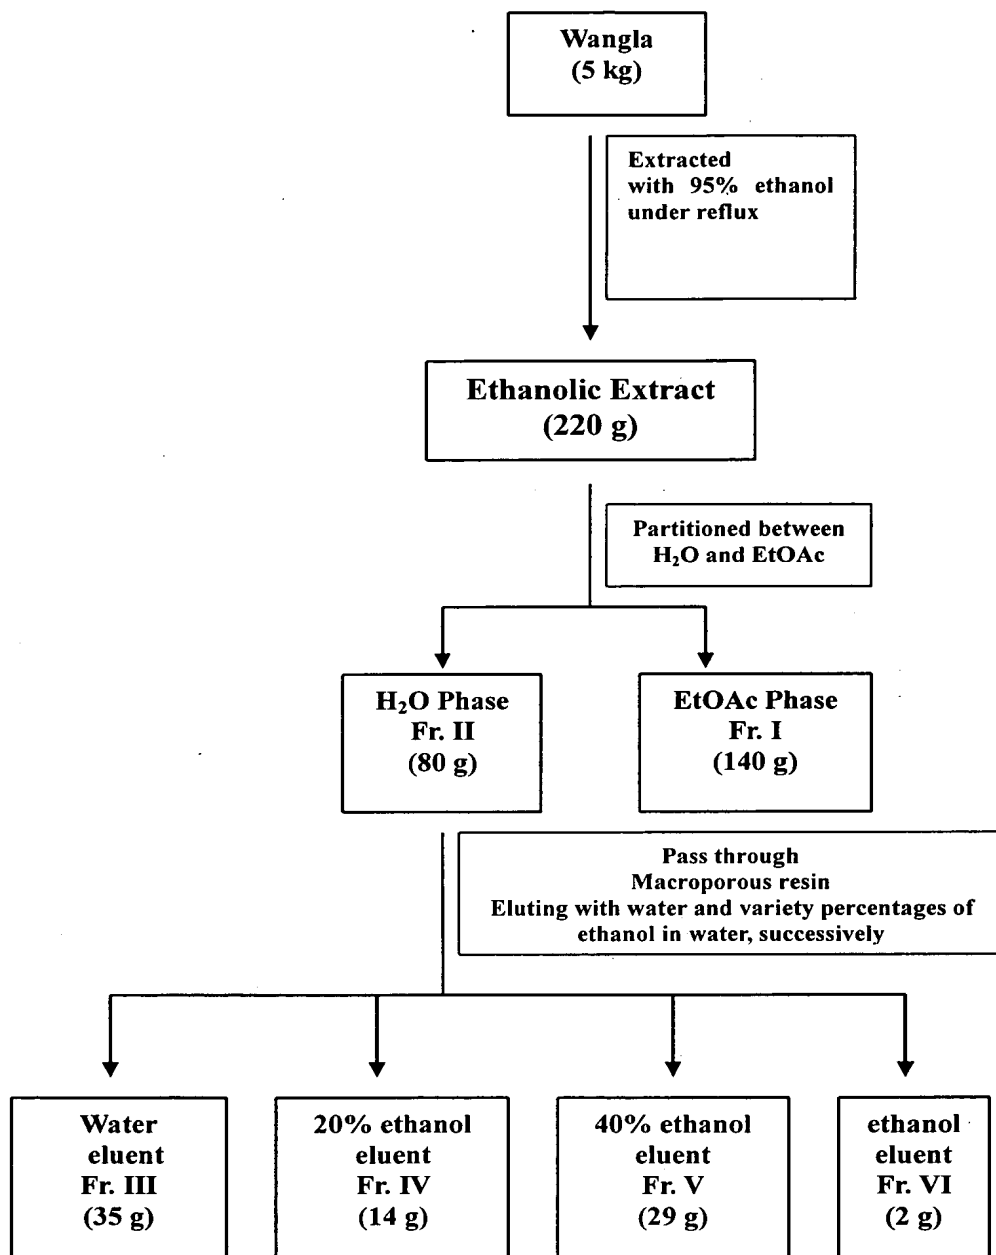 Wangla
(5 kg)
Extracted
with 95% ethanol
under reflux
Ethanolic Extract
(220 g)
Partitioned between
H₂O and EtOAc
H₂O Phase
Fr. II
(80 g)
EtOAc Phase
Fr. I
(140 g)
Pass through
Macroporous resin
Eluting with water and variety percentages of
ethanol in water, successively
Water
eluent
Fr. III
(35 g)
20% ethanol
eluent
Fr. IV
(14 g)
40% ethanol
eluent
Fr. V
(29 g)
ethanol
eluent
Fr. VI
(2 g)